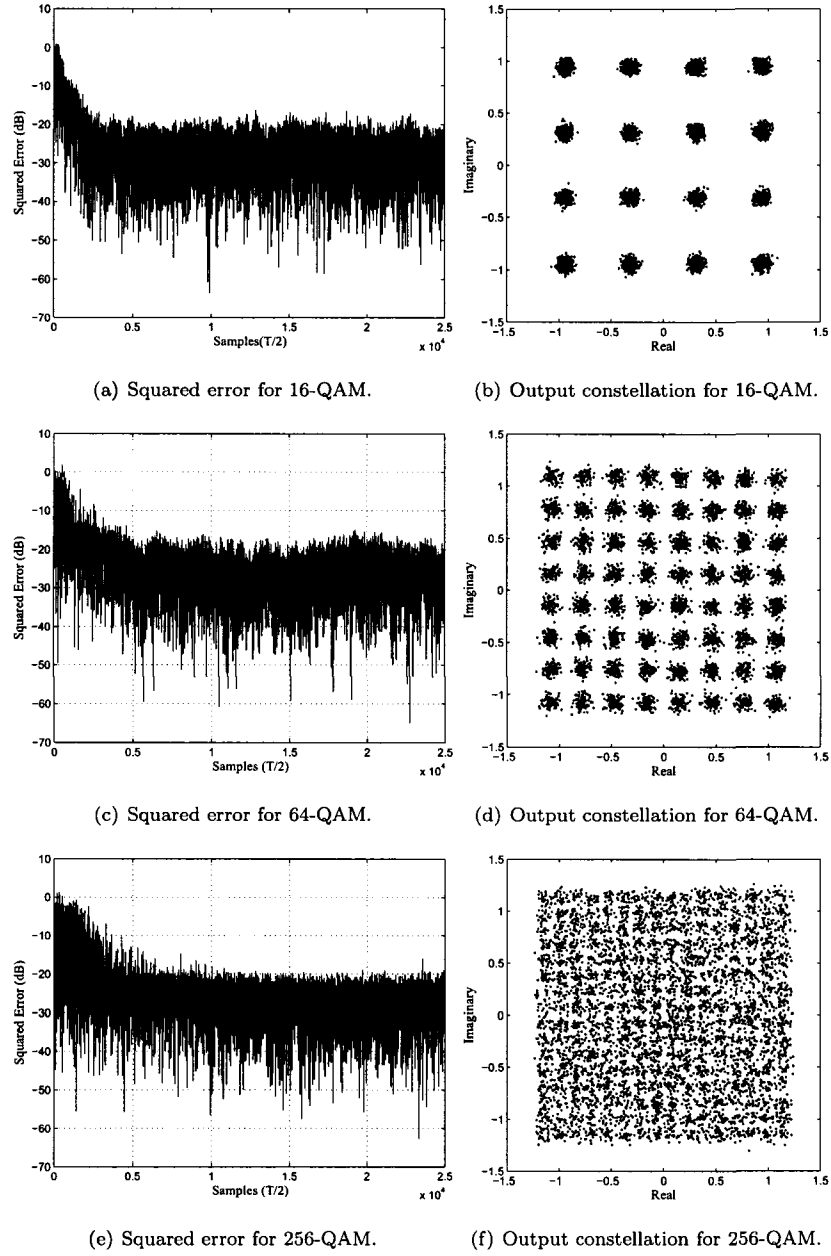 10
0
−10
−20
−30
−40
−50
−60
−70
Squared Error (dB)
0 0.5 1 1.5 2 2.5
Samples(T/2)
x 10⁴
1.5
1
0.5
0
−0.5
−1
−1.5
Imaginary
−1.5 −1 −0.5 0 0.5 1 1.5
Real
(a) Squared error for 16-QAM.
(b) Output constellation for 16-QAM.
10
0
−10
−20
−30
−40
−50
−60
−70
Squared Error (dB)
0 0.5 1 1.5 2 2.5
Samples (T/2)
x 10⁴
1.5
1
0.5
0
−0.5
−1
−1.5
Imaginary
−1.5 −1 −0.5 0 0.5 1 1.5
Real
(c) Squared error for 64-QAM.
(d) Output constellation for 64-QAM.
10
0
−10
−20
−30
−40
−50
−60
−70
Squared Error (dB)
0 0.5 1 1.5 2 2.5
Samples (T/2)
x 10⁴
1.5
1
0.5
0
−0.5
−1
−1.5
Imaginary
−1.5 −1 −0.5 0 0.5 1 1.5
Real
(e) Squared error for 256-QAM.
(f) Output constellation for 256-QAM.